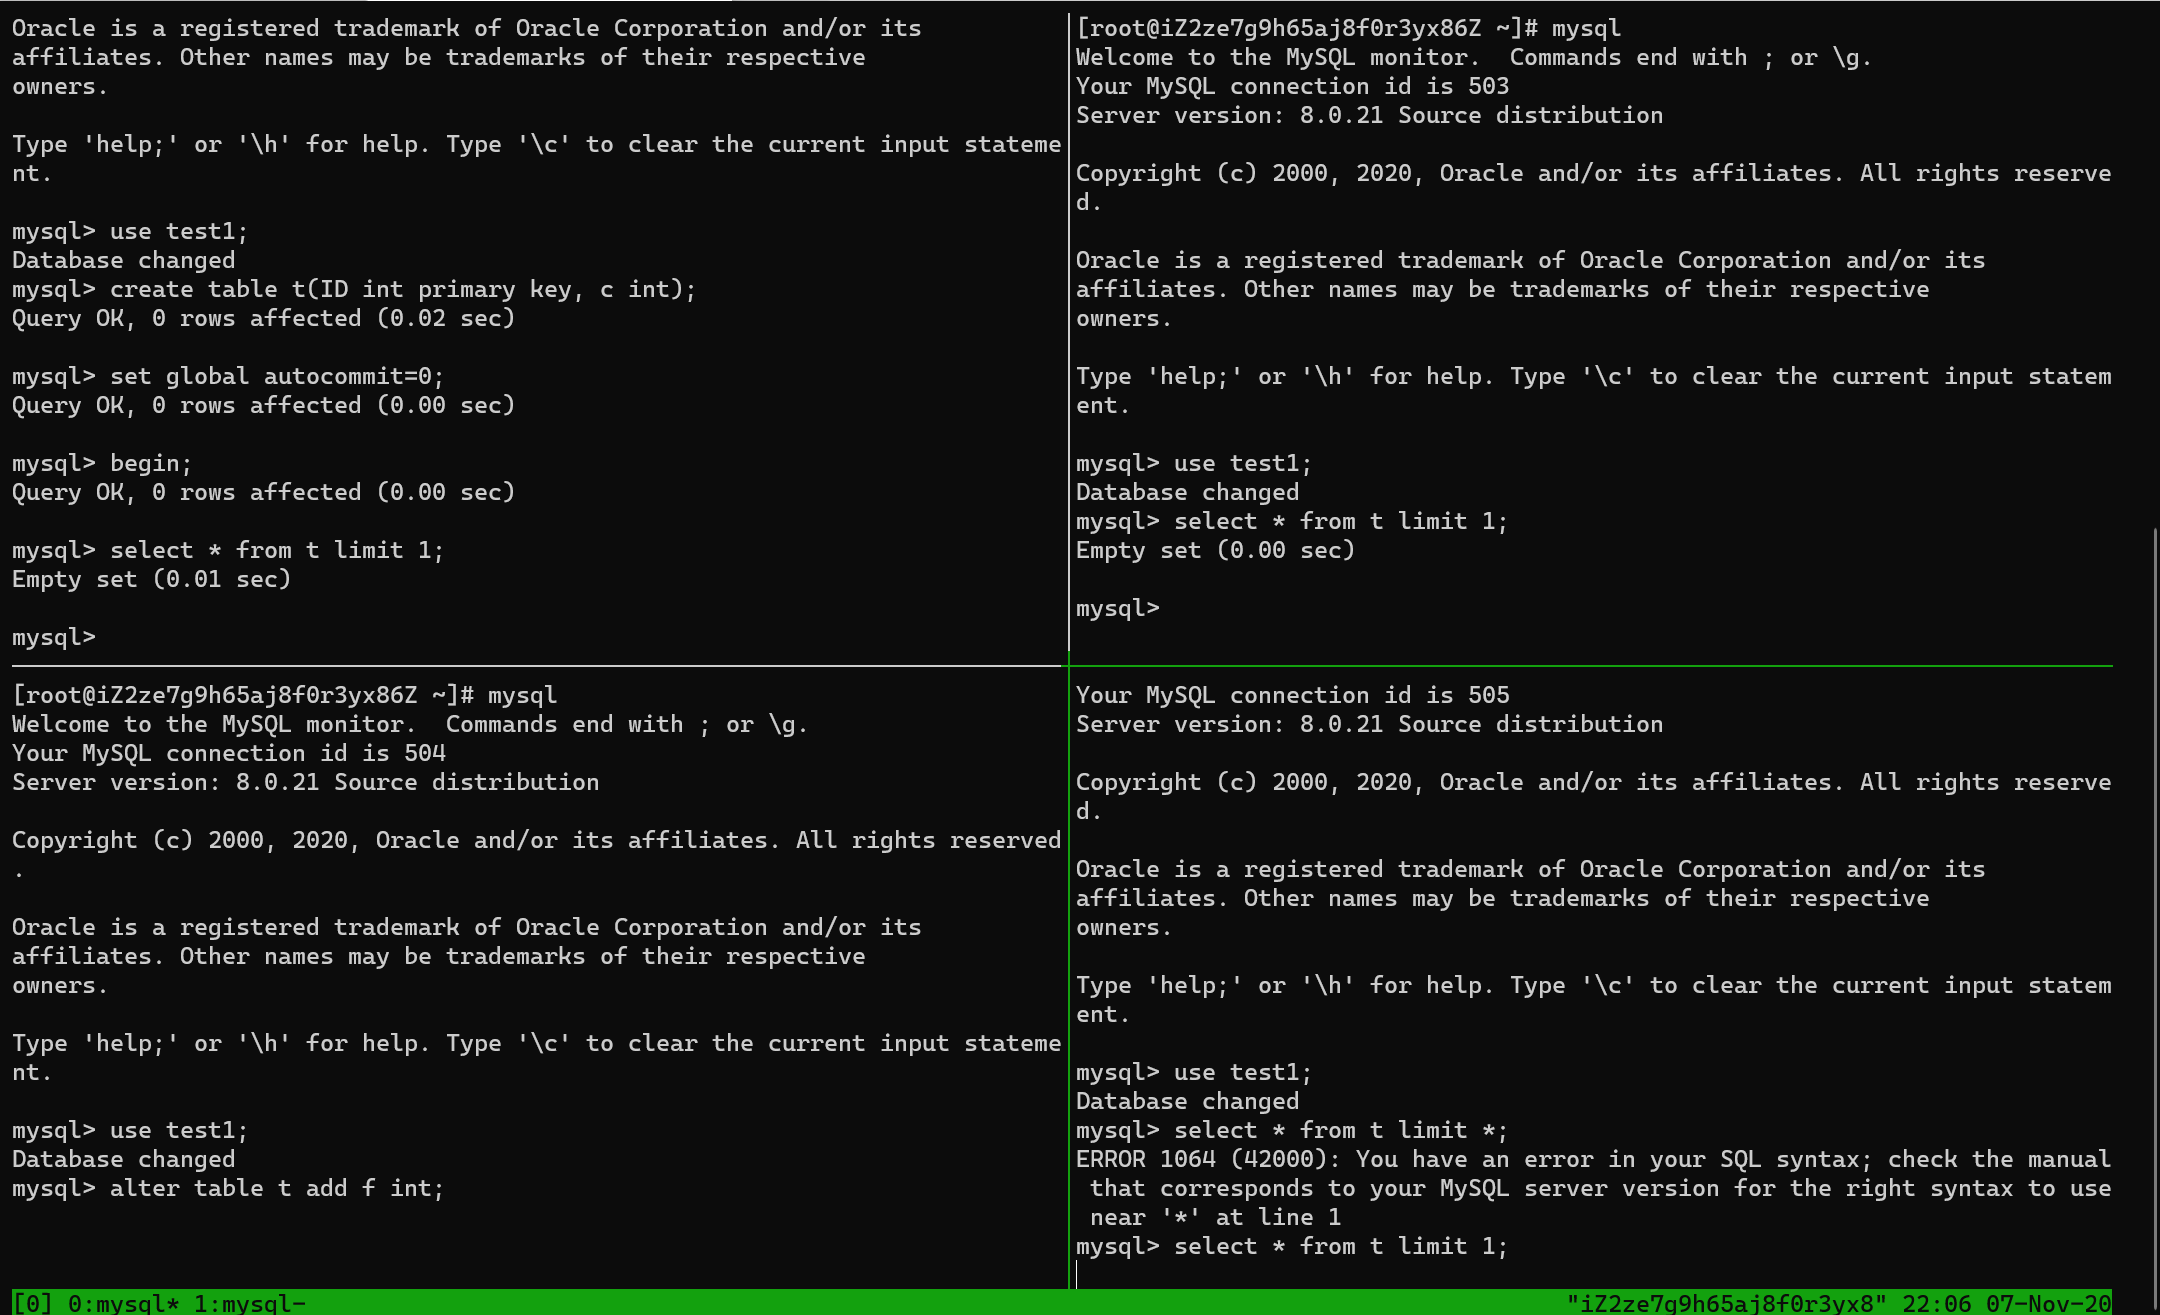 Oracle is a registered trademark of Oracle Corporation and/or its
affiliates. Other names may be trademarks of their respective
owners.

Type 'help;' or '\h' for help. Type '\c' to clear the current input stateme
nt.

mysql> use test1;
Database changed
mysql> create table t(ID int primary key, c int);
Query OK, 0 rows affected (0.02 sec)

mysql> set global autocommit=0;
Query OK, 0 rows affected (0.00 sec)

mysql> begin;
Query OK, 0 rows affected (0.00 sec)

mysql> select * from t limit 1;
Empty set (0.01 sec)

mysql>
[root@iZ2ze7g9h65aj8f0r3yx86Z ~]# mysql
Welcome to the MySQL monitor.  Commands end with ; or \g.
Your MySQL connection id is 503
Server version: 8.0.21 Source distribution

Copyright (c) 2000, 2020, Oracle and/or its affiliates. All rights reserve
d.

Oracle is a registered trademark of Oracle Corporation and/or its
affiliates. Other names may be trademarks of their respective
owners.

Type 'help;' or '\h' for help. Type '\c' to clear the current input statem
ent.

mysql> use test1;
Database changed
mysql> select * from t limit 1;
Empty set (0.00 sec)

mysql>
[root@iZ2ze7g9h65aj8f0r3yx86Z ~]# mysql
Welcome to the MySQL monitor.  Commands end with ; or \g.
Your MySQL connection id is 504
Server version: 8.0.21 Source distribution

Copyright (c) 2000, 2020, Oracle and/or its affiliates. All rights reserved
.

Oracle is a registered trademark of Oracle Corporation and/or its
affiliates. Other names may be trademarks of their respective
owners.

Type 'help;' or '\h' for help. Type '\c' to clear the current input stateme
nt.

mysql> use test1;
Database changed
mysql> alter table t add f int;
Your MySQL connection id is 505
Server version: 8.0.21 Source distribution

Copyright (c) 2000, 2020, Oracle and/or its affiliates. All rights reserve
d.

Oracle is a registered trademark of Oracle Corporation and/or its
affiliates. Other names may be trademarks of their respective
owners.

Type 'help;' or '\h' for help. Type '\c' to clear the current input statem
ent.

mysql> use test1;
Database changed
mysql> select * from t limit *;
ERROR 1064 (42000): You have an error in your SQL syntax; check the manual
 that corresponds to your MySQL server version for the right syntax to use
 near '*' at line 1
mysql> select * from t limit 1;
[0] 0:mysql* 1:mysql- "iZ2ze7g9h65aj8f0r3yx8" 22:06 07-Nov-20